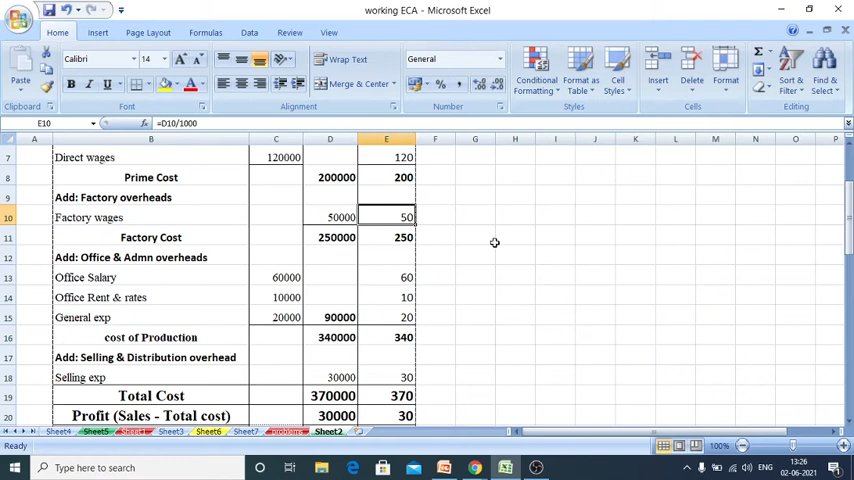 working ECA - Microsoft Excel
Home Insert Page Layout Formulas Data Review View
Calibri 14 A A Wrap Text General
Paste B I U A Merge & Center % , Conditional Formatting Format as Table Cell Styles Insert Delete Format Σ Sort & Filter Find & Select
Clipboard Font Alignment Number Styles Cells Editing
E10 fx =D10/1000
A B C D E F G H I J K L M N O P
7 Direct wages 120000 120
8 Prime Cost 200000 200
9 Add: Factory overheads
10 Factory wages 50000 50
11 Factory Cost 250000 250
12 Add: Office & Admn overheads
13 Office Salary 60000 60
14 Office Rent & rates 10000 10
15 General exp 20000 90000 20
16 cost of Production 340000 340
17 Add: Selling & Distribution overhead
18 Selling exp 30000 30
19 Total Cost 370000 370
20 Profit (Sales - Total cost) 30000 30
Sheet4 Sheet5 Sheet1 Sheet3 Sheet6 Sheet7 problems Sheet2
Ready 100%
Type here to search ENG 13:26
02-06-2021